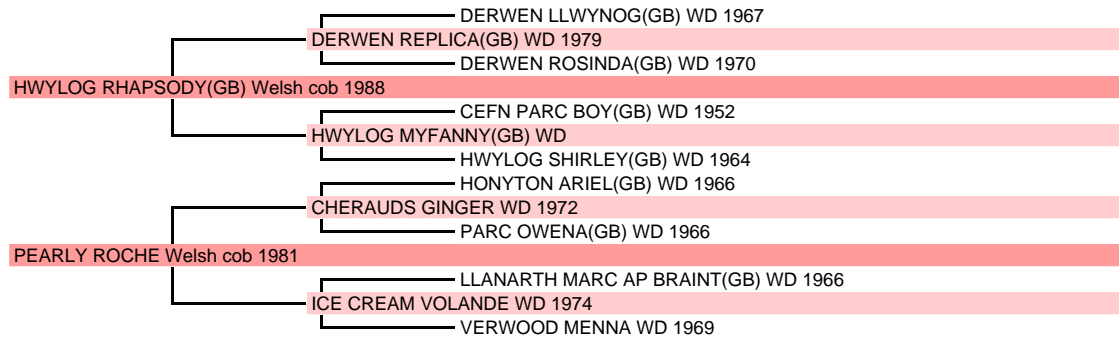 DERWEN LLWYNOG(GB) WD 1967
DERWEN REPLICA(GB) WD 1979
DERWEN ROSINDA(GB) WD 1970
HWYLOG RHAPSODY(GB) Welsh cob 1988
CEFN PARC BOY(GB) WD 1952
HWYLOG MYFANNY(GB) WD
HWYLOG SHIRLEY(GB) WD 1964
HONYTON ARIEL(GB) WD 1966
CHERAUDS GINGER WD 1972
PARC OWENA(GB) WD 1966
PEARLY ROCHE Welsh cob 1981
LLANARTH MARC AP BRAINT(GB) WD 1966
ICE CREAM VOLANDE WD 1974
VERWOOD MENNA WD 1969